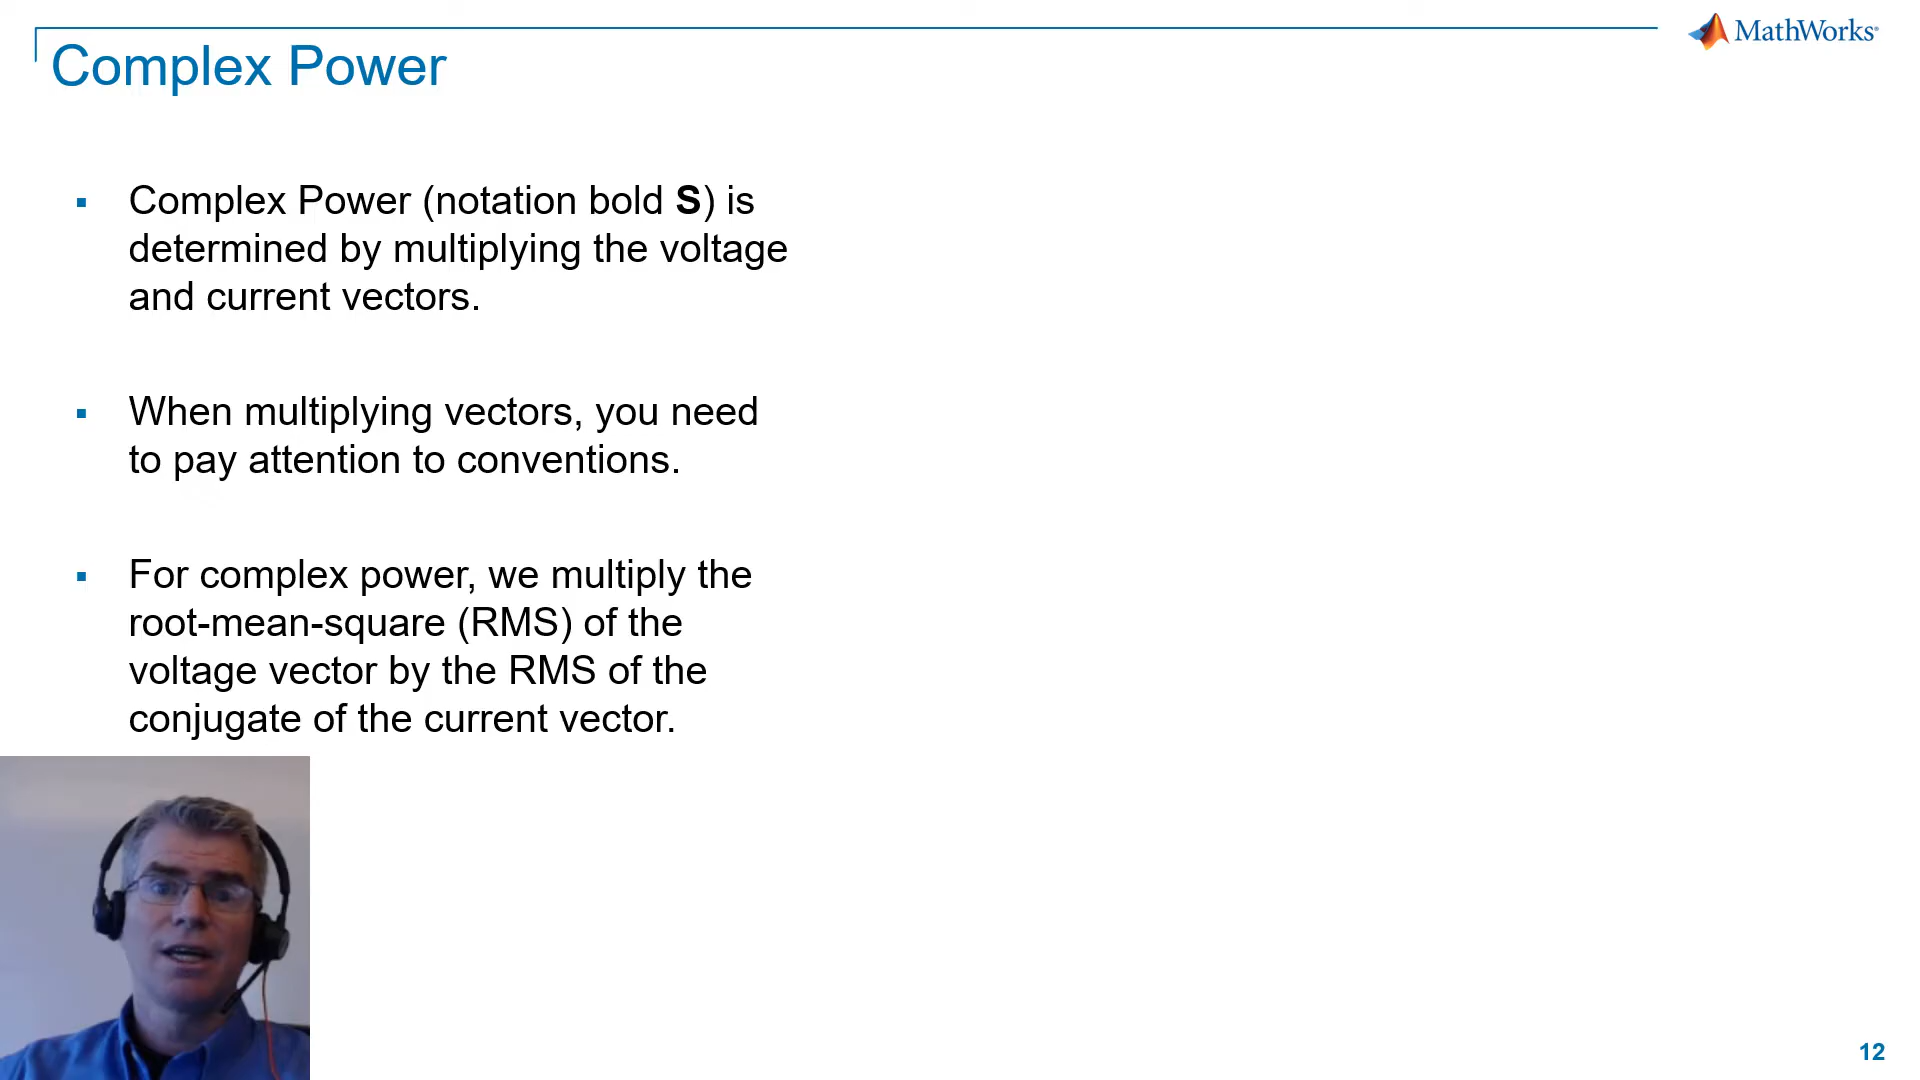 MathWorks®
Complex Power
▪ Complex Power (notation bold S) is
determined by multiplying the voltage
and current vectors.
▪ When multiplying vectors, you need
to pay attention to conventions.
▪ For complex power, we multiply the
root-mean-square (RMS) of the
voltage vector by the RMS of the
conjugate of the current vector.
12